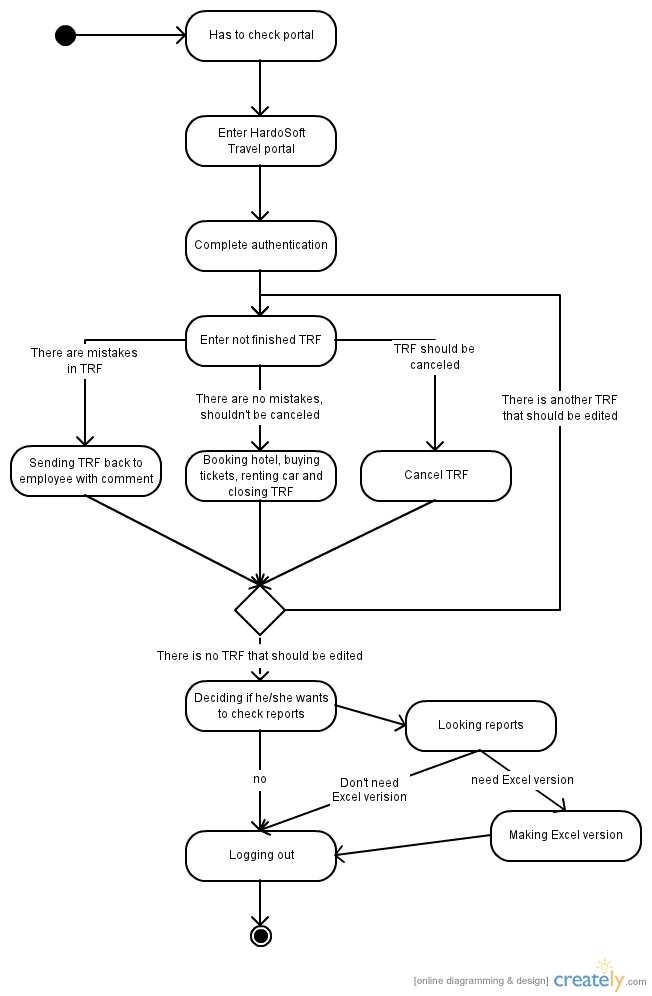 Has to check portal
Enter HardoSoft
Travel portal
Complete authentication
Enter not finished TRF
There are mistakes
in TRF
TRF should be
canceled
There are no mistakes,
shouldn't be canceled
There is another TRF
that should be edited
Sending TRF back to
employee with comment
Booking hotel, buying
tickets, renting car and
closing TRF
Cancel TRF
There is no TRF that should be edited
Deciding if he/she wants
to check reports
Looking reports
no
Don't need
Excel verision
need Excel version
Making Excel version
Logging out
[online diagramming & design] creately.com